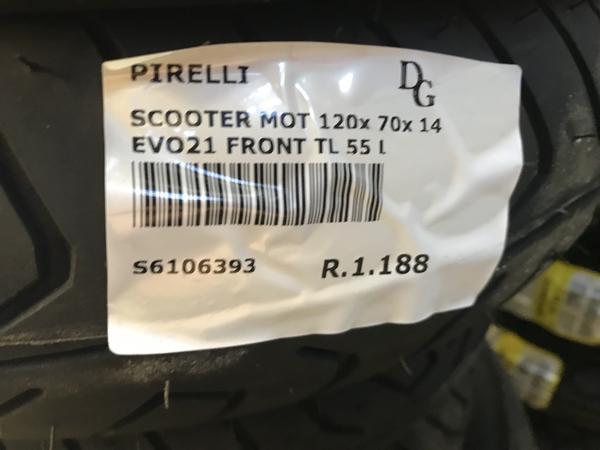 PIRELLI
DG
SCOOTER MOT 120x 70x 14
EVO21 FRONT TL 55 L
S6106393
R.1.188